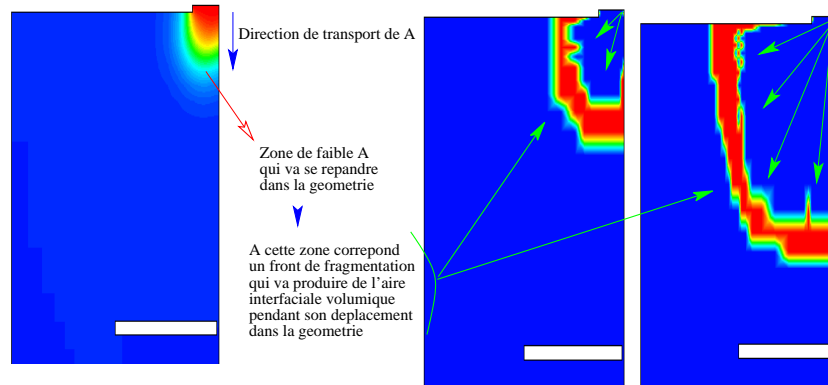 Direction de transport de A
Zone de faible A
qui va se repandre
dans la geometrie
A cette zone correpond
un front de fragmentation
qui va produire de l'aire
interfaciale volumique
pendant son deplacement
dans la geometrie